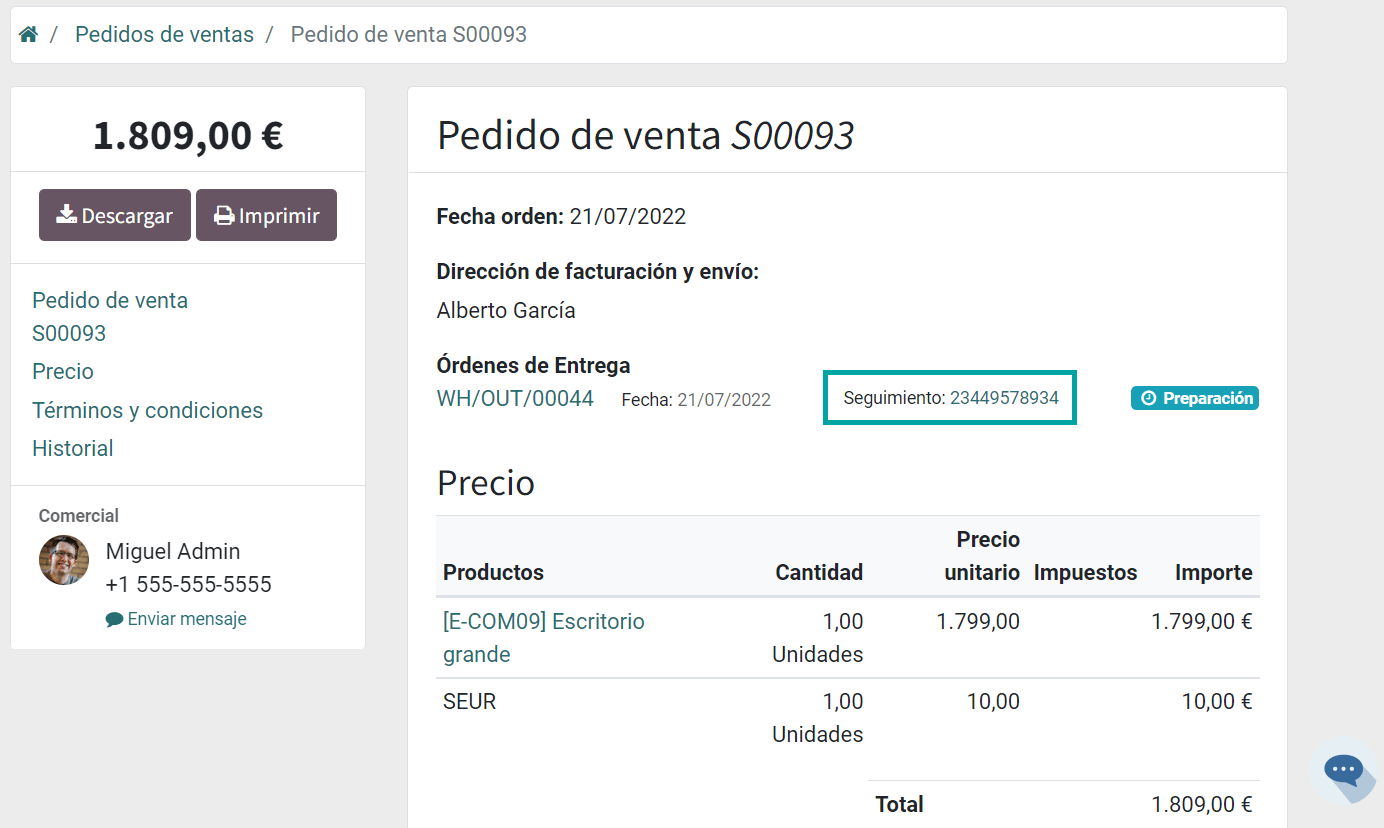 / Pedidos de ventas / Pedido de venta S00093
1.809,00 €
Descargar Imprimir
Pedido de venta
S00093
Precio
Términos y condiciones
Historial
Comercial
Miguel Admin
+1 555-555-5555
Enviar mensaje
Pedido de venta S00093
Fecha orden: 21/07/2022
Dirección de facturación y envío:
Alberto García
Órdenes de Entrega
WH/OUT/00044 Fecha: 21/07/2022 Seguimiento: 23449578934 Preparación
Precio
Precio
Productos Cantidad unitario Impuestos Importe
[E-COM09] Escritorio 1,00 1.799,00 1.799,00 €
grande Unidades
SEUR 1,00 10,00 10,00 €
Unidades
Total 1.809,00 €